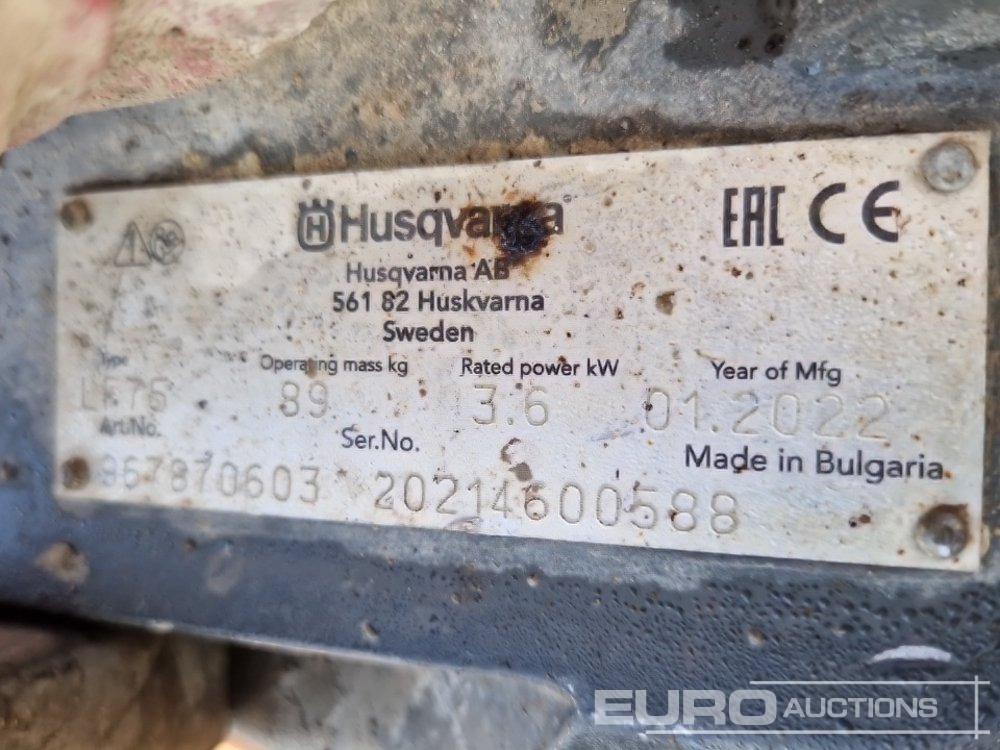 Husqvarna
EAC CE
Husqvarna AB
561 82 Huskvarna
Sweden
Type Operating mass kg Rated power kW Year of Mfg
LF75 89 3.6 01.2022
Art.No. Ser.No. Made in Bulgaria
967870603 20214600588
EURO AUCTIONS